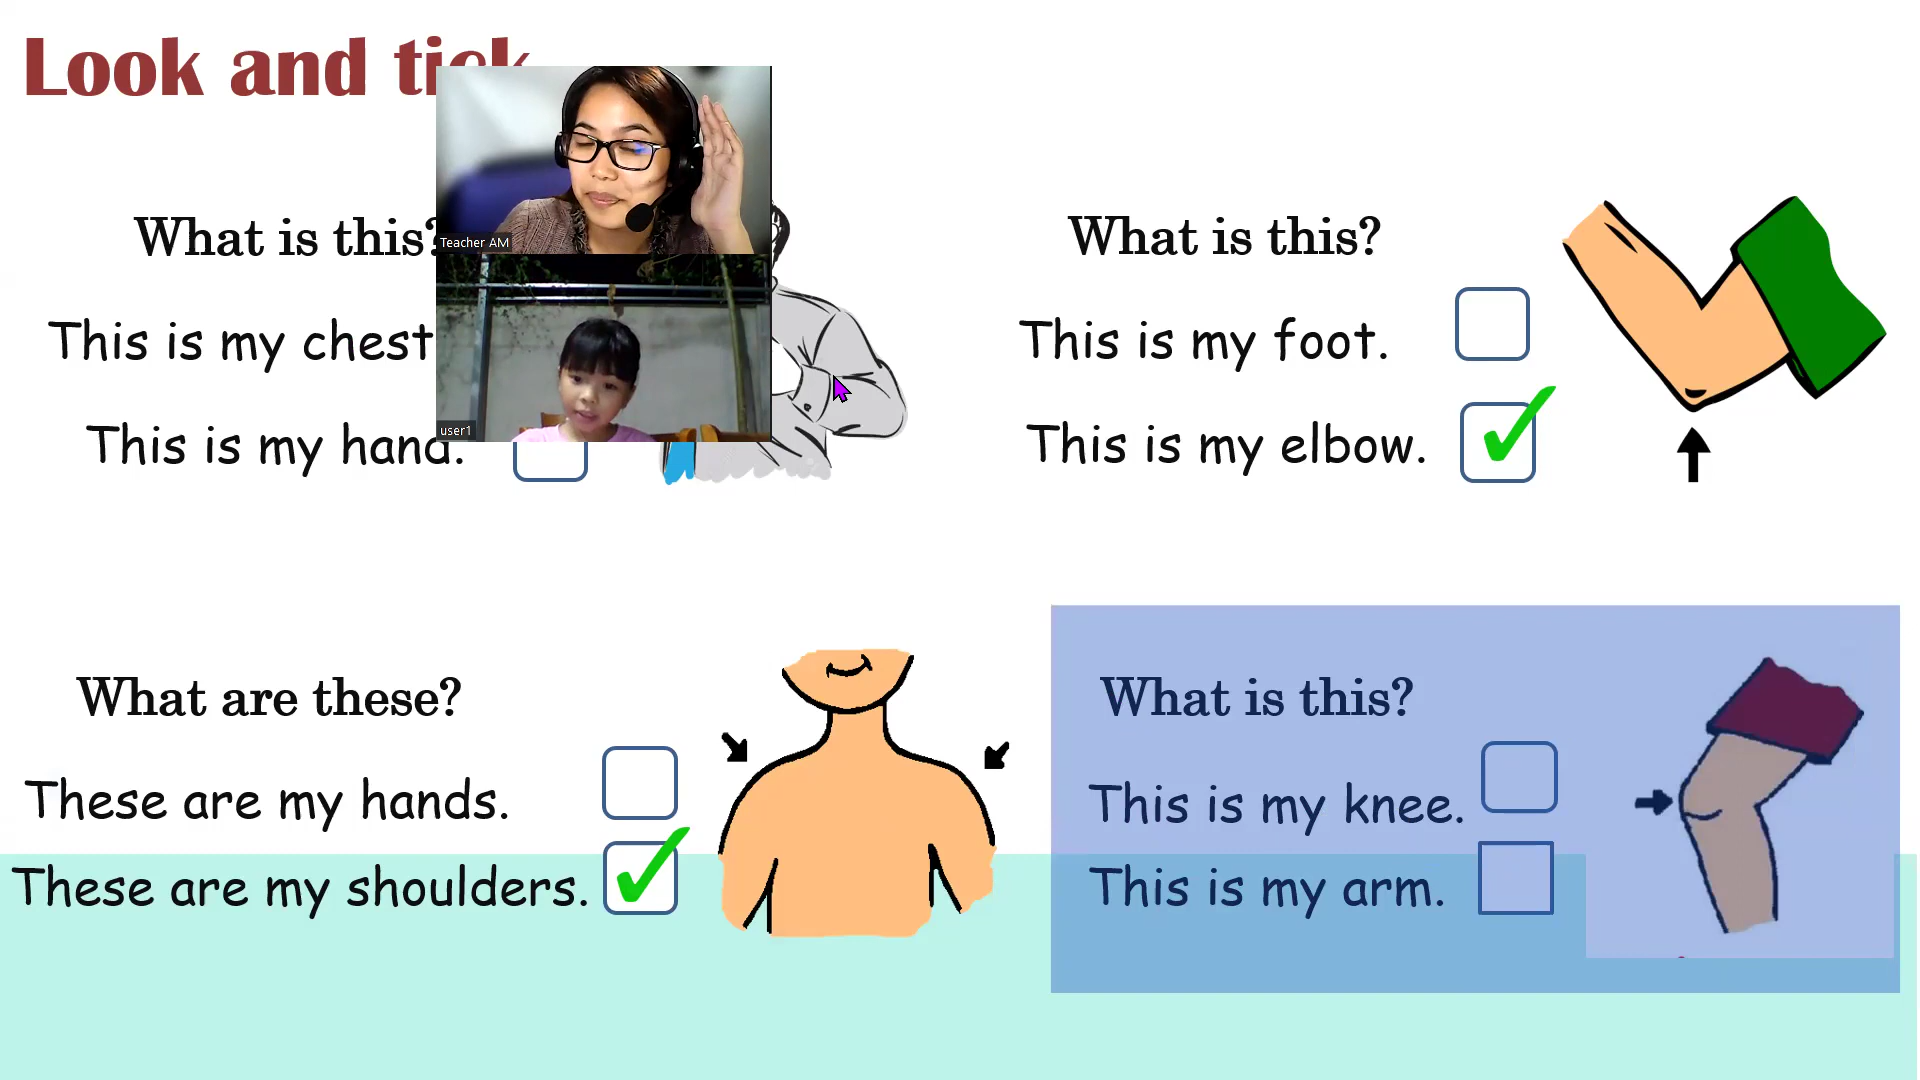 Look and tick
What is this?
This is my chest
This is my hand.
Teacher AM
user1
What is this?
This is my foot.
This is my elbow.
What are these?
These are my hands.
These are my shoulders.
What is this?
This is my knee.
This is my arm.